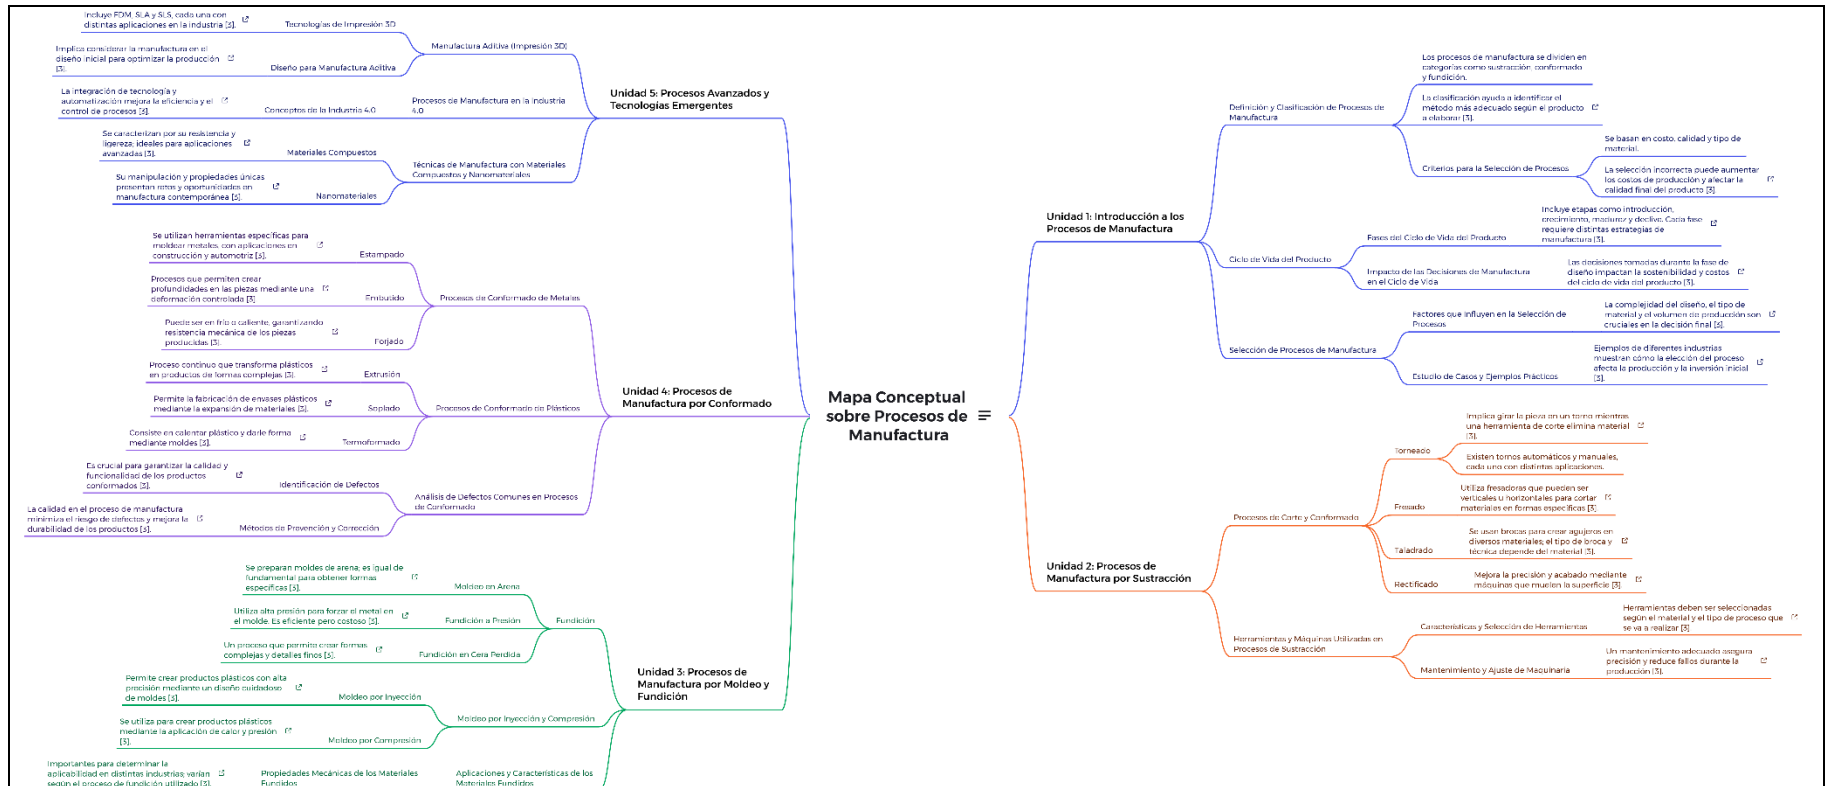 Mapa Conceptual
sobre Procesos de
Manufactura
Unidad 1: Introducción a los
Procesos de Manufactura
Definición y Clasificación de Procesos de
Manufactura
Los procesos de manufactura se dividen en
categorías como sustracción, conformado
y fundición.
La clasificación ayuda a identificar el
método más adecuado según el producto
a elaborar [3].
Criterios para la Selección de Procesos
Se basan en costo, calidad y tipo de
material.
La selección incorrecta puede aumentar
los costos de producción y afectar la
calidad final del producto [3].
Ciclo de Vida del Producto
Fases del Ciclo de Vida del Producto
Incluye etapas como introducción,
crecimiento, madurez y declive. Cada fase
requiere distintas estrategias de
manufactura [3].
Impacto de las Decisiones de Manufactura
en el Ciclo de Vida
Las decisiones tomadas durante la fase de
diseño impactan la sostenibilidad y costos
del ciclo de vida del producto [3].
Selección de Procesos de Manufactura
Factores que Influyen en la Selección de
Procesos
La complejidad del diseño, el tipo de
material y el volumen de producción son
cruciales en la decisión final [3].
Estudio de Casos y Ejemplos Prácticos
Ejemplos de diferentes industrias
muestran cómo la elección del proceso
afecta la producción y la inversión inicial
[3].
Unidad 2: Procesos de
Manufactura por Sustracción
Procesos de Corte y Conformado
Torneado
Implica girar la pieza en un torno mientras
una herramienta de corte elimina material
[3].
Existen tornos automáticos y manuales,
cada uno con distintas aplicaciones.
Fresado
Utiliza fresadoras que pueden ser
verticales u horizontales para cortar
materiales en formas específicas [3].
Taladrado
Se usan brocas para crear agujeros en
diversos materiales; el tipo de broca y
técnica depende del material [3].
Rectificado
Mejora la precisión y acabado mediante
máquinas que muelen la superficie [3].
Herramientas y Máquinas Utilizadas en
Procesos de Sustracción
Características y Selección de Herramientas
Herramientas deben ser seleccionadas
según el material y el tipo de proceso que
se va a realizar [3].
Mantenimiento y Ajuste de Maquinaria
Un mantenimiento adecuado asegura
precisión y reduce fallos durante la
producción [3].
Unidad 5: Procesos Avanzados y
Tecnologías Emergentes
Manufactura Aditiva (Impresión 3D)
Tecnologías de Impresión 3D
Incluye FDM, SLA y SLS, cada una con
distintas aplicaciones en la industria [3].
Diseño para Manufactura Aditiva
Implica considerar la manufactura en el
diseño inicial para optimizar la producción
[3].
Procesos de Manufactura en la Industria
4.0
Conceptos de la Industria 4.0
La integración de tecnología y
automatización mejora la eficiencia y el
control de procesos [3].
Técnicas de Manufactura con Materiales
Compuestos y Nanomateriales
Materiales Compuestos
Se caracterizan por su resistencia y
ligereza; ideales para aplicaciones
avanzadas [3].
Nanomateriales
Su manipulación y propiedades únicas
presentan retos y oportunidades en
manufactura contemporánea [3].
Unidad 4: Procesos de
Manufactura por Conformado
Procesos de Conformado de Metales
Estampado
Se utilizan herramientas específicas para
moldear metales, con aplicaciones en
construcción y automotriz [3].
Embutido
Procesos que permiten crear
profundidades en las piezas mediante una
deformación controlada [3].
Forjado
Puede ser en frío o caliente, garantizando
resistencia mecánica de las piezas
producidas [3].
Procesos de Conformado de Plásticos
Extrusión
Proceso continuo que transforma plásticos
en productos de formas complejas [3].
Soplado
Permite la fabricación de envases plásticos
mediante la expansión de materiales [3].
Termoformado
Consiste en calentar plástico y darle forma
mediante moldes [3].
Análisis de Defectos Comunes en Procesos
de Conformado
Identificación de Defectos
Es crucial para garantizar la calidad y
funcionalidad de los productos
conformados [3].
Métodos de Prevención y Corrección
La calidad en el proceso de manufactura
minimiza el riesgo de defectos y mejora la
durabilidad de los productos [3].
Unidad 3: Procesos de
Manufactura por Moldeo y
Fundición
Fundición
Moldeo en Arena
Se preparan moldes de arena; es igual de
fundamental para obtener formas
específicas [3].
Fundición a Presión
Utiliza alta presión para forzar el metal en
el molde. Es eficiente pero costoso [3].
Fundición en Cera Perdida
Un proceso que permite crear formas
complejas y detalles finos [3].
Moldeo por Inyección y Compresión
Moldeo por Inyección
Permite crear productos plásticos con alta
precisión mediante un diseño cuidadoso
de moldes [3].
Moldeo por Compresión
Se utiliza para crear productos plásticos
mediante la aplicación de calor y presión
[3].
Aplicaciones y Características de los
Materiales Fundidos
Propiedades Mecánicas de los Materiales
Fundidos
Importantes para determinar la
aplicabilidad en distintas industrias; varían
según el proceso de fundición utilizado [3].